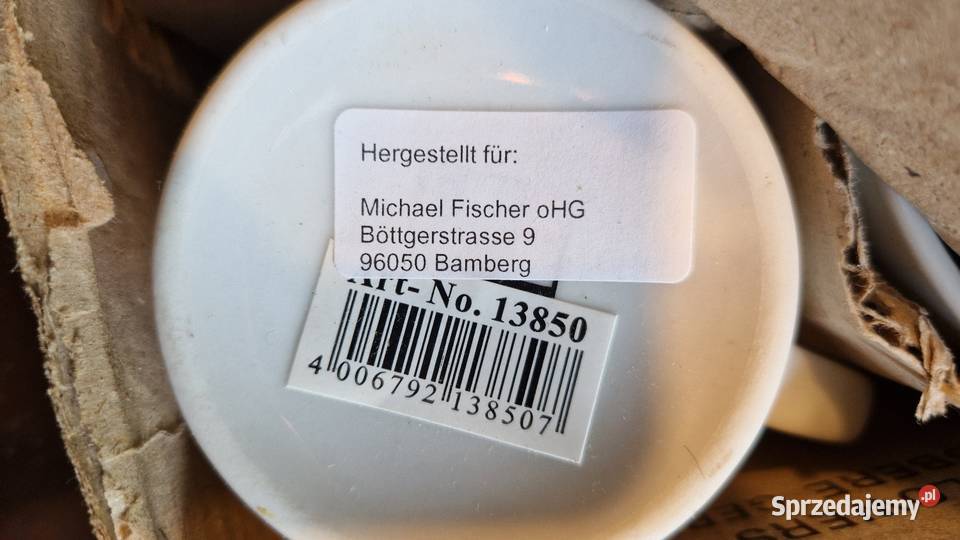 Hergestellt für:
Michael Fischer oHG
Böttgerstrasse 9
96050 Bamberg
Art- No. 13850
4 006792 138507
Sprzedajemy.pl